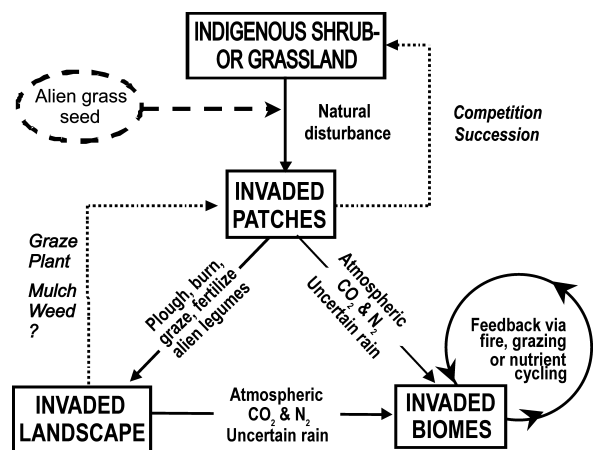 INDIGENOUS SHRUB-
OR GRASSLAND
Alien grass
seed
Natural
disturbance
Competition
Succession
INVADED
PATCHES
Graze
Plant
Mulch
Weed
?
Plough, burn,
graze, fertilize
alien legumes
Atmospheric
CO₂ & N₂
Uncertain rain
Feedback via
fire, grazing
or nutrient
cycling
INVADED
LANDSCAPE
Atmospheric
CO₂ & N₂
Uncertain rain
INVADED
BIOMES